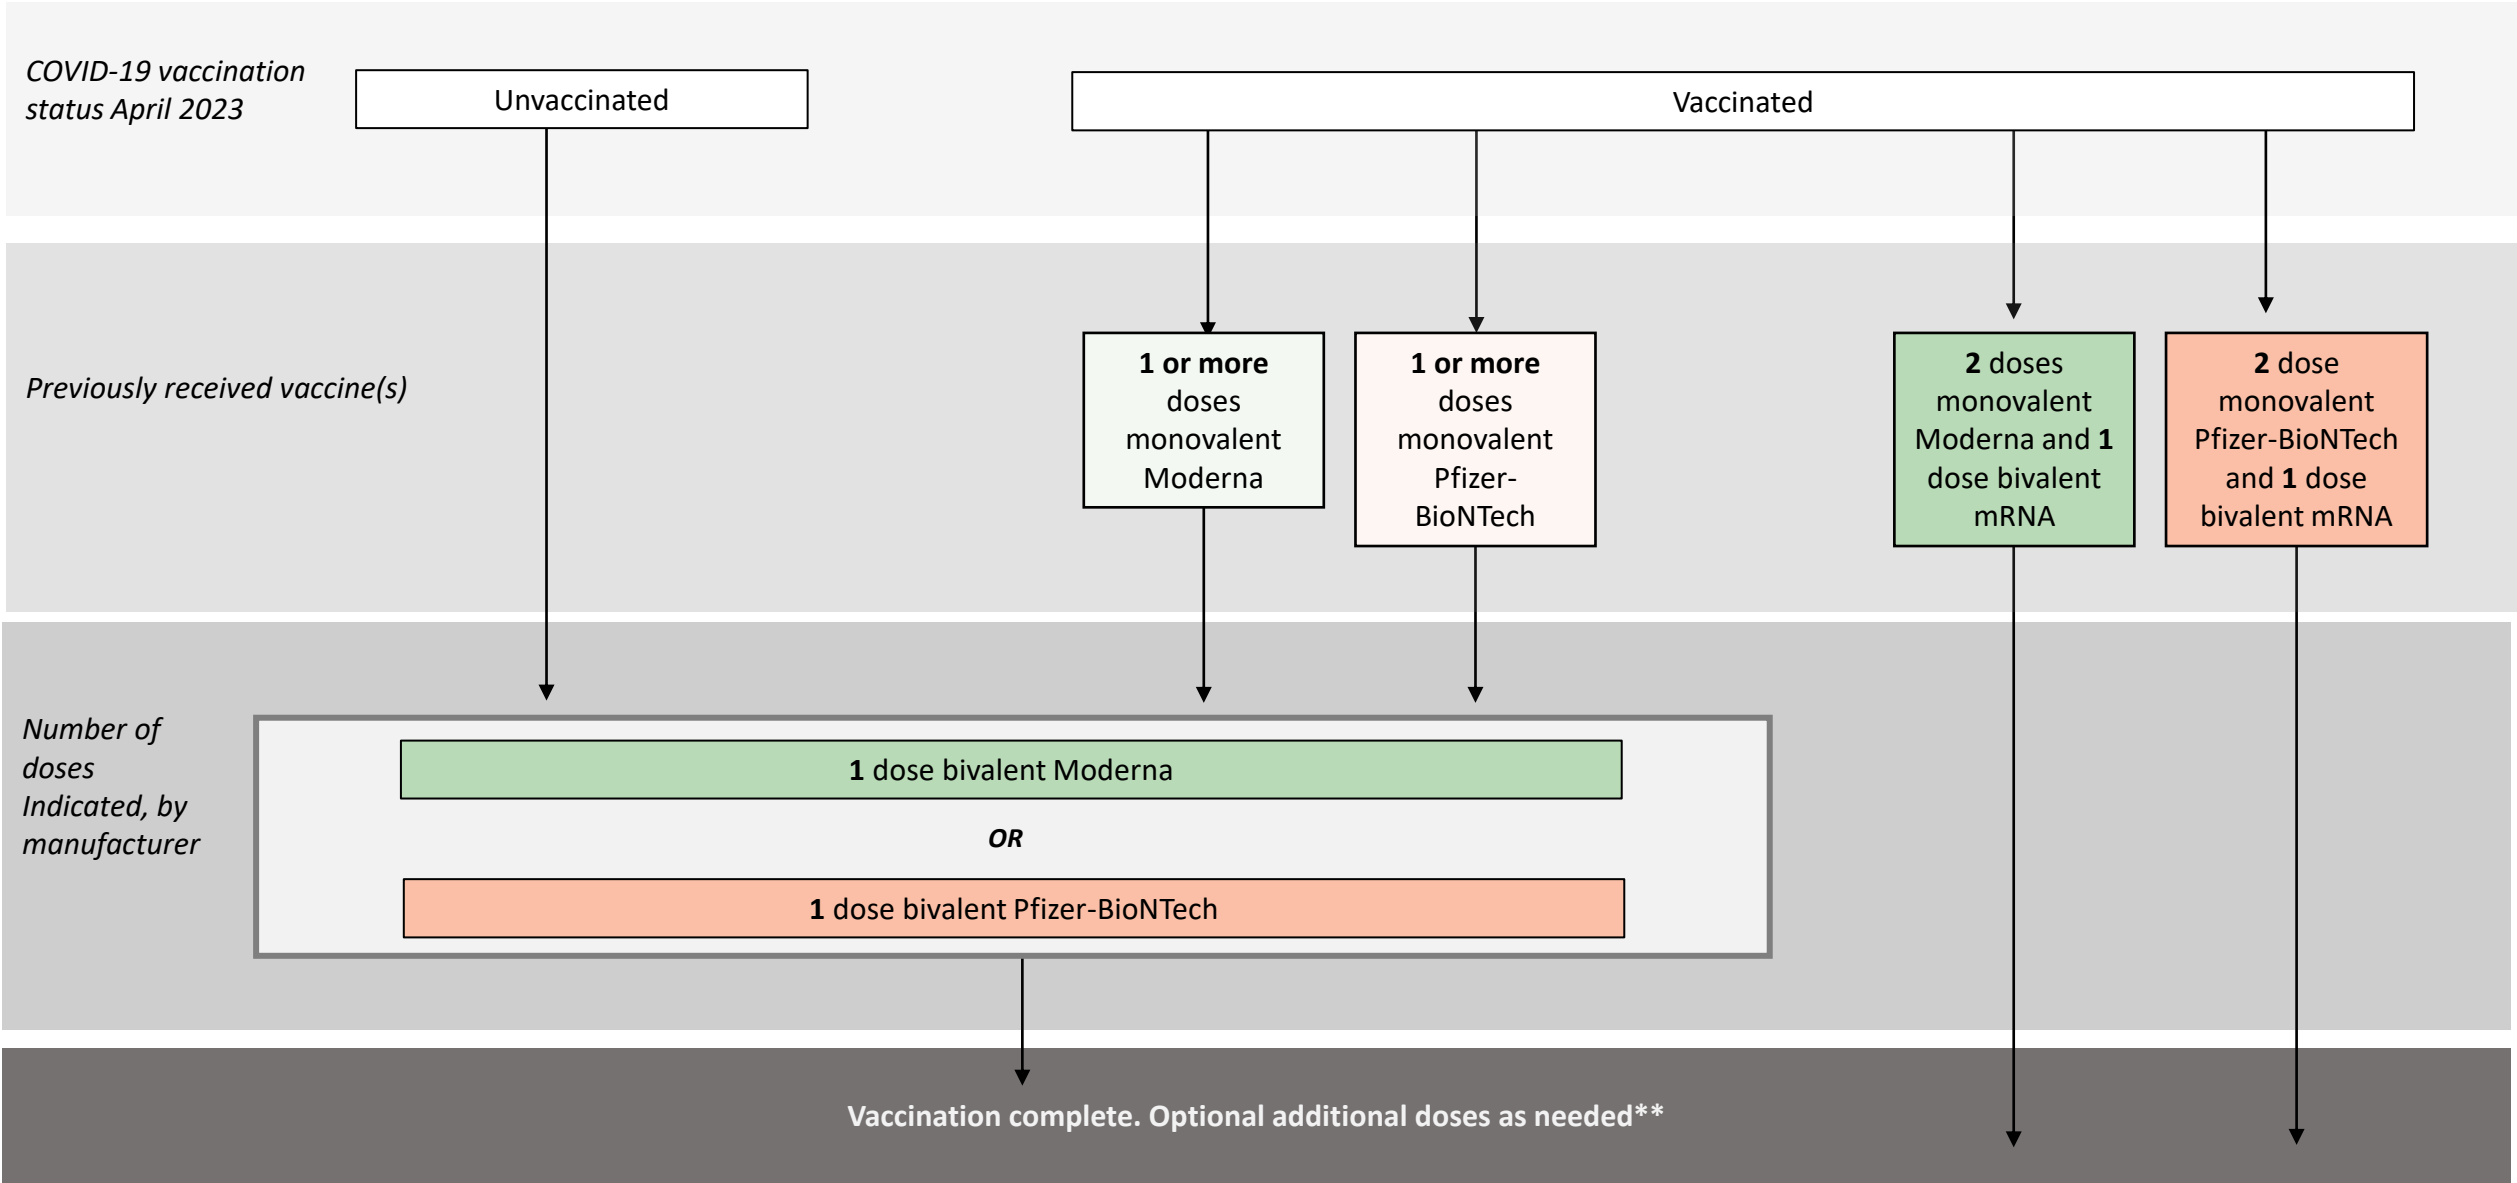 COVID-19 vaccination
status April 2023
Unvaccinated
Vaccinated
Previously received vaccine(s)
1 or more
doses
monovalent
Moderna
1 or more
doses
monovalent
Pfizer-
BioNTech
2 doses
monovalent
Moderna and 1
dose bivalent
mRNA
2 dose
monovalent
Pfizer-BioNTech
and 1 dose
bivalent mRNA
Number of
doses
Indicated, by
manufacturer
1 dose bivalent Moderna
OR
1 dose bivalent Pfizer-BioNTech
Vaccination complete. Optional additional doses as needed**